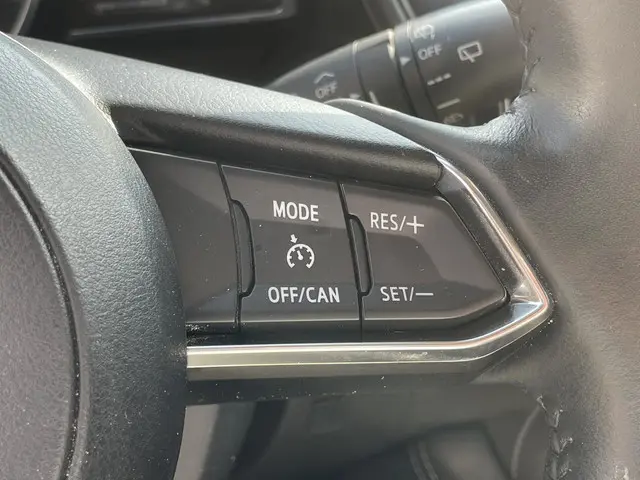 OFF
OFF
MODE
RES/+
OFF/CAN
SET/−